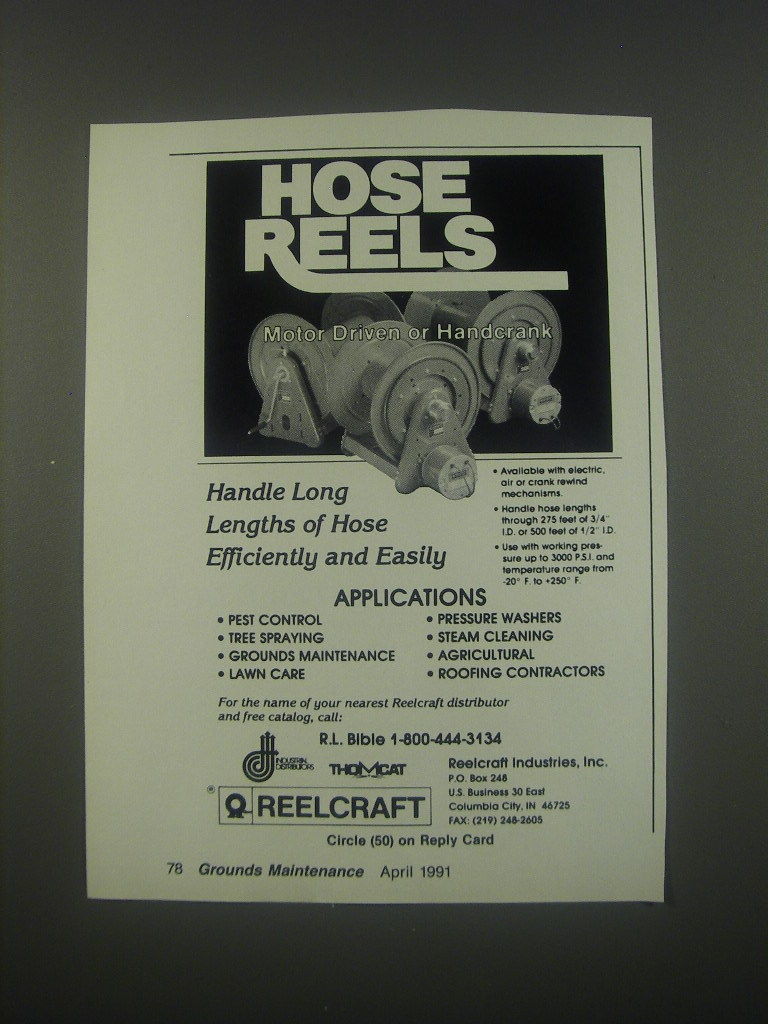 HOSE
REELS
Motor Driven or Handcrank
Handle Long
Lengths of Hose
Efficiently and Easily
• Available with electric,
air or crank rewind
mechanisms.
• Handle hose lengths
through 275 feet of 3/4"
I.D. or 500 feet of 1/2" I.D.
• Use with working pres-
sure up to 3000 P.S.I. and
temperature range from
-20° F. to +250° F.
APPLICATIONS
• PEST CONTROL
• TREE SPRAYING
• GROUNDS MAINTENANCE
• LAWN CARE
• PRESSURE WASHERS
• STEAM CLEANING
• AGRICULTURAL
• ROOFING CONTRACTORS
For the name of your nearest Reelcraft distributor
and free catalog, call:
R.L. Bible 1-800-444-3134
INDUSTRIAL
DISTRIBUTORS
THOMCAT
® REELCRAFT
Reelcraft Industries, Inc.
P.O. Box 248
U.S. Business 30 East
Columbia City, IN 46725
FAX: (219) 248-2605
Circle (50) on Reply Card
78 Grounds Maintenance April 1991